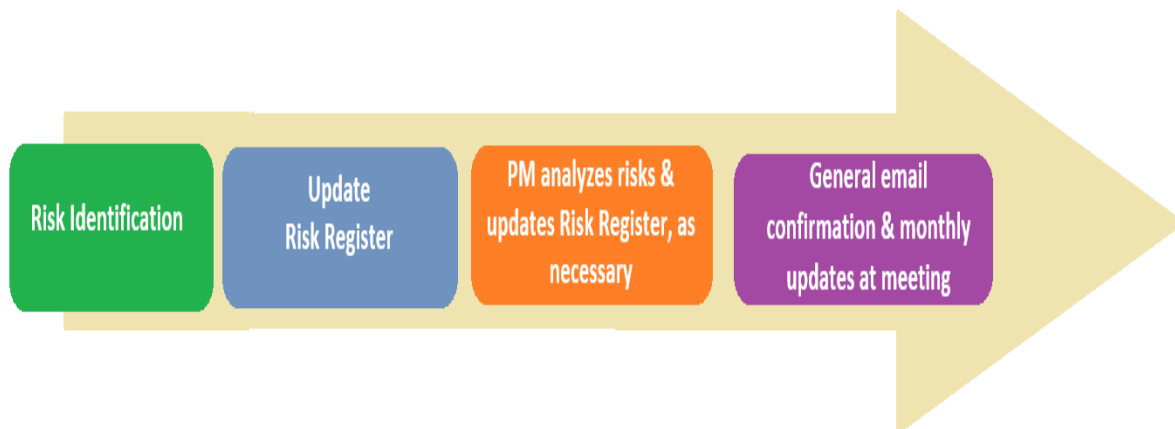 Risk Identification
Update
Risk Register
PM analyzes risks &
updates Risk Register, as
necessary
General email
confirmation & monthly
updates at meeting